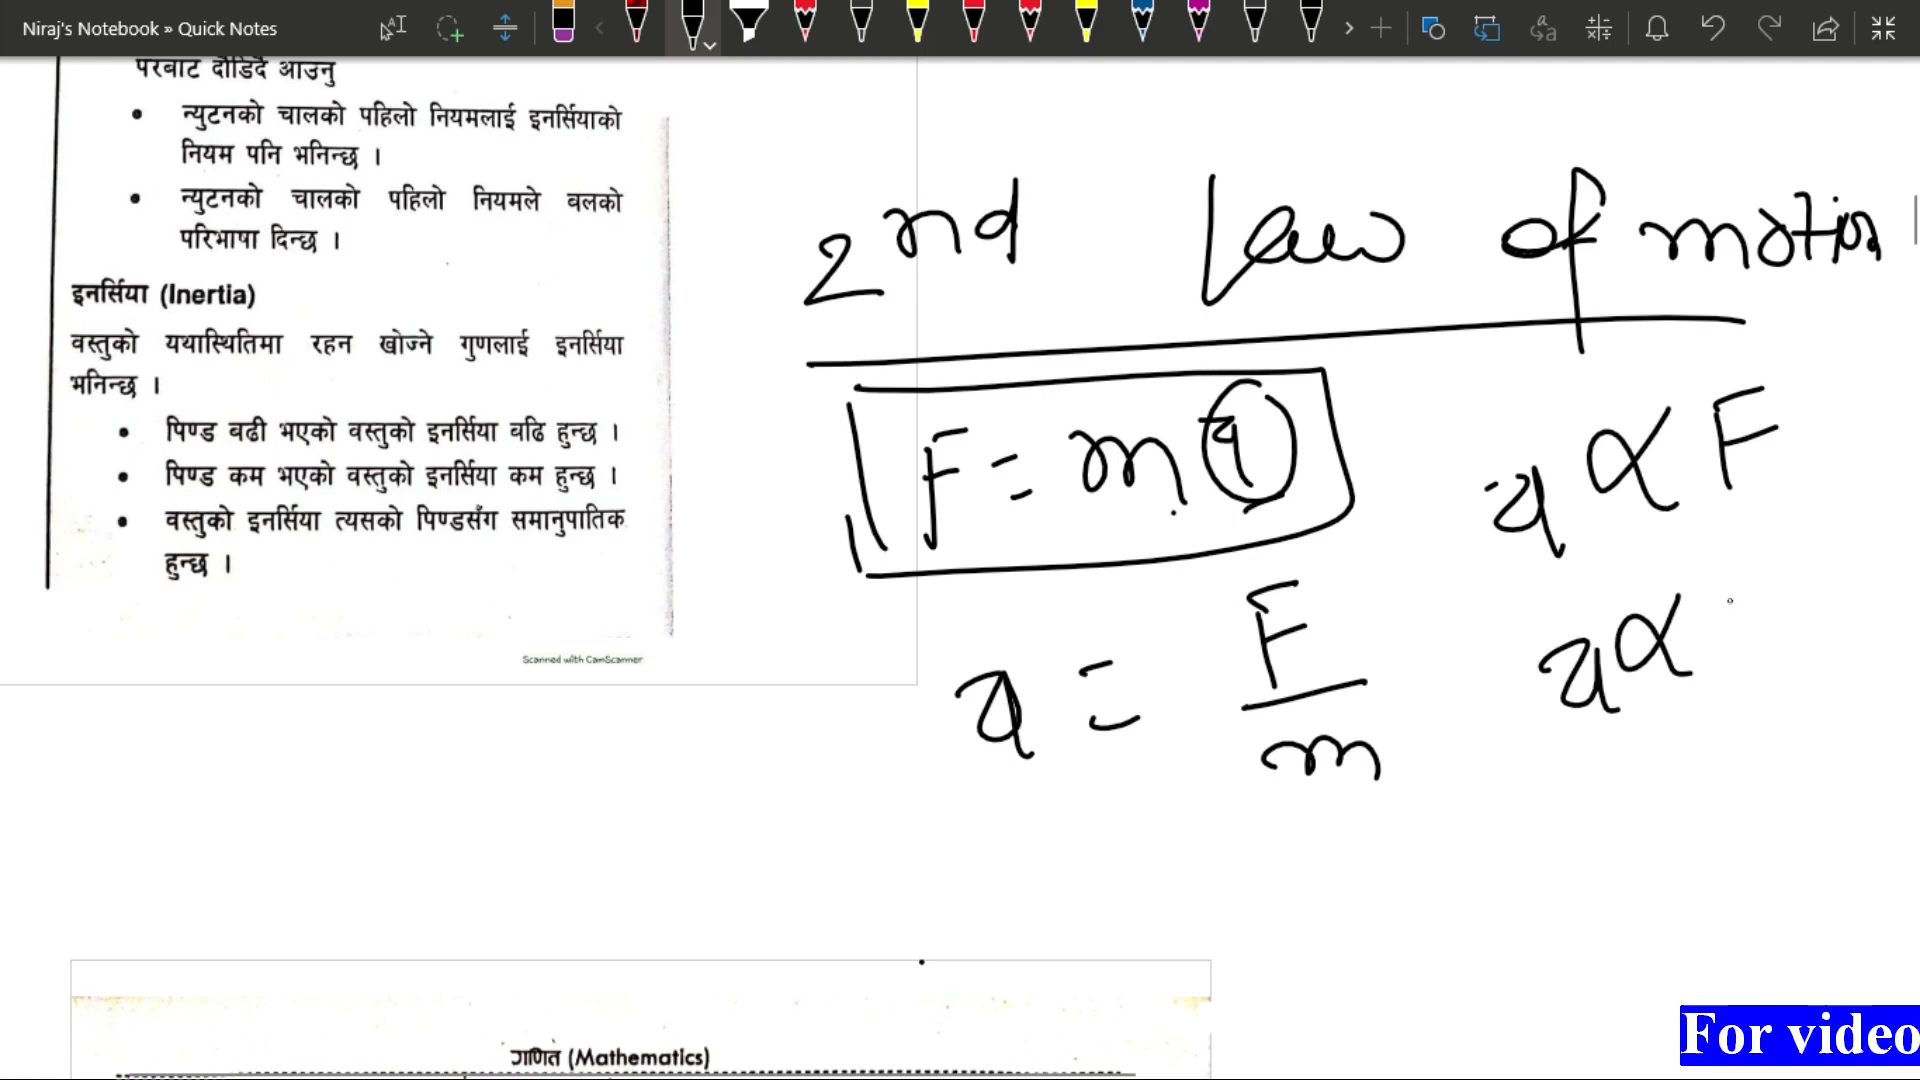 Niraj's Notebook » Quick Notes
परबाट दौडिदै आउनु
• न्युटनको चालको पहिलो नियमलाई इनर्सियाको
नियम पनि भनिन्छ ।
• न्युटनको चालको पहिलो नियमले बलको
परिभाषा दिन्छ ।
इनर्सिया (Inertia)
वस्तुको यथास्थितिमा रहन खोज्ने गुणलाई इनर्सिया
भनिन्छ ।
• पिण्ड बढी भएको वस्तुको इनर्सिया बढि हुन्छ ।
• पिण्ड कम भएको वस्तुको इनर्सिया कम हुन्छ ।
• वस्तुको इनर्सिया त्यसको पिण्डसँग समानुपातिक
हुन्छ ।
Scanned with CamScanner
2nd Law of motion
F = ma
a ∝ F
a = F/m
a ∝
गणित (Mathematics)
For video